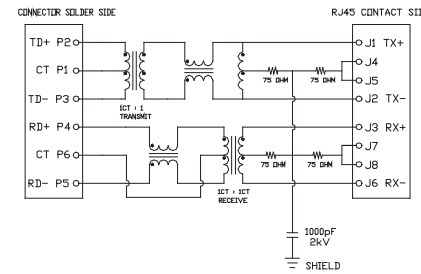 CONNECTOR SOLDER SIDE
RJ45 CONTACT SI
TD+ P2
J1 TX+
J4
CT P1
75 OHM
75 OHM
J5
TD- P3
J2 TX-
1CT : 1
TRANSMIT
RD+ P4
J3 RX+
J7
CT P6
75 OHM
75 OHM
J8
RD- P5
J6 RX-
1CT : 1CT
RECEIVE
1000pF
2kV
SHIELD